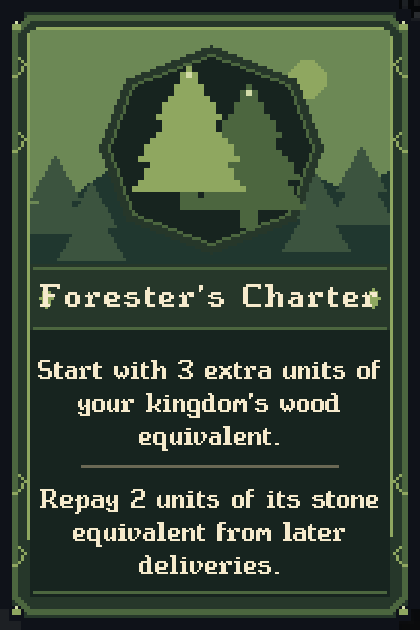 Forester's Charter
Start with 3 extra units of
your kingdom's wood
equivalent.
Repay 2 units of its stone
equivalent from later
deliveries.